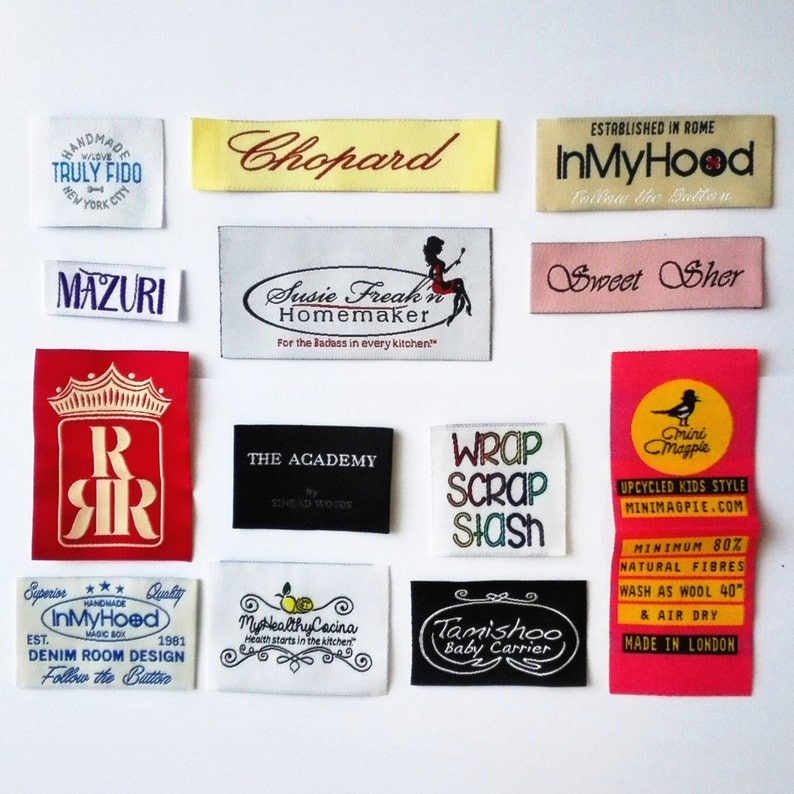 HANDMADE
W/LOVE
TRULY FIDO
NEW YORK CITY
Chopard
ESTABLISHED IN ROME
InMyHood
Follow the Button
MÀZURI
Susie Freak'n
Homemaker
For the Badass in every kitchen.™
Sweet Sher
R
RR
THE ACADEMY
by
SINEAD WOODS
WRAP
SCRAP
StASh
Mini
Magpie
UPCYCLED KIDS STYLE
MINIMAGPIE.COM
MINIMUM 80%
NATURAL FIBRES
WASH AS WOOL 40°
& AIR DRY
MADE IN LONDON
Superior Quality
HANDMADE
InMyHood
MAGIC BOX
EST. 1981
DENIM ROOM DESIGN
Follow the Button
MyHealthyCocina
Health starts in the kitchen.™
Tamishoo
Baby Carrier